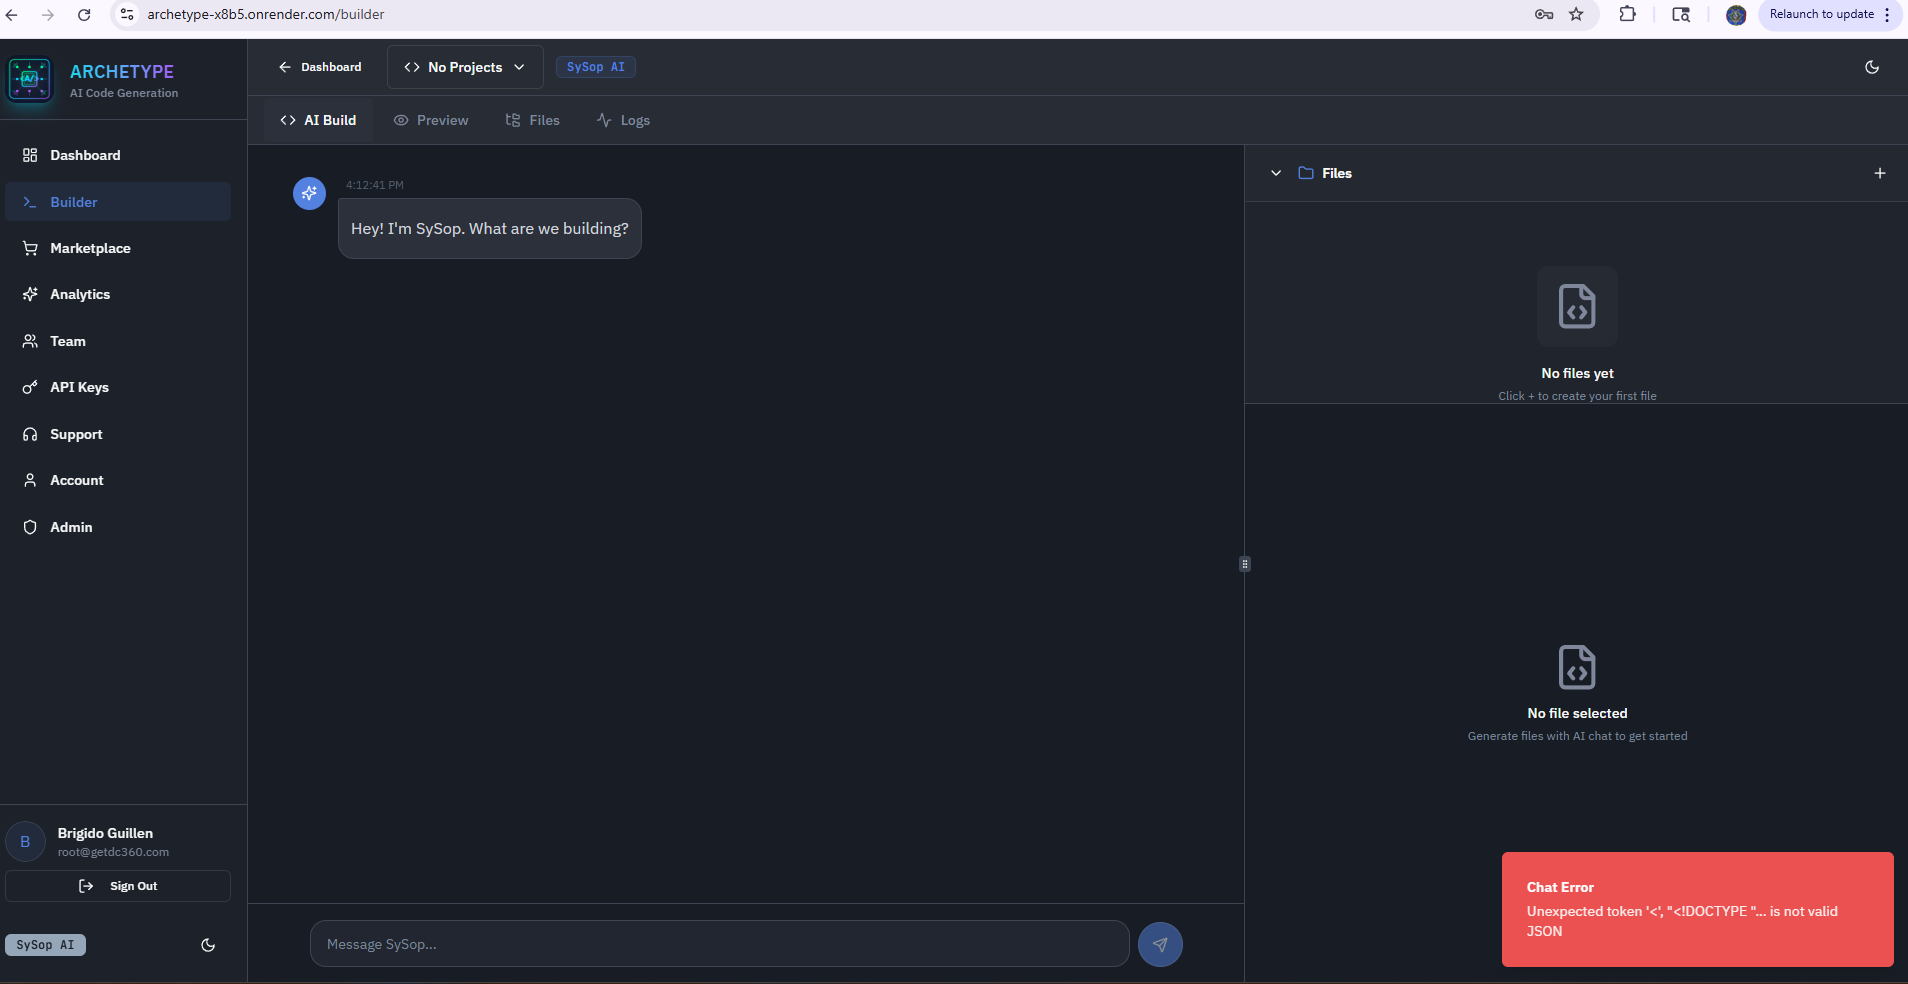 archetype-x8b5.onrender.com/builder
Relaunch to update
ARCHETYPE
AI Code Generation
Dashboard
Builder
Marketplace
Analytics
Team
API Keys
Support
Account
Admin
Brigido Guillen
root@getdc360.com
B
Sign Out
SySop AI
Dashboard
No Projects
SySop AI
AI Build
Preview
Files
Logs
4:12:41 PM
Hey! I'm SySop. What are we building?
Message SySop...
Files
No files yet
Click + to create your first file
No file selected
Generate files with AI chat to get started
Chat Error
Unexpected token '<', "<!DOCTYPE "... is not valid
JSON